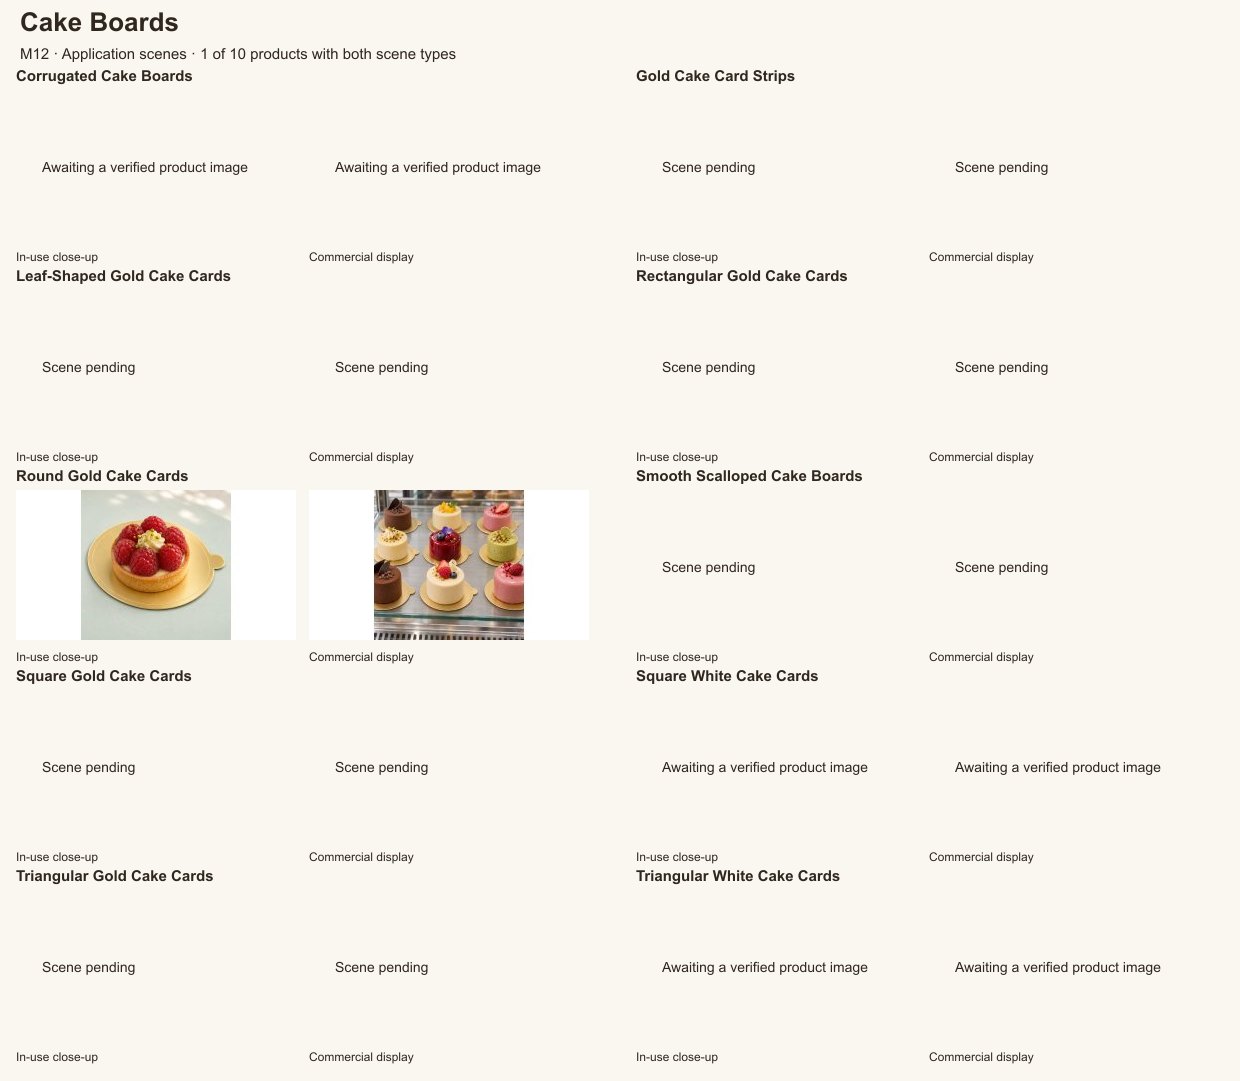 Cake Boards
M12 · Application scenes · 1 of 10 products with both scene types
Corrugated Cake Boards
Awaiting a verified product image
Awaiting a verified product image
In-use close-up
Commercial display
Gold Cake Card Strips
Scene pending
Scene pending
In-use close-up
Commercial display
Leaf-Shaped Gold Cake Cards
Scene pending
Scene pending
In-use close-up
Commercial display
Rectangular Gold Cake Cards
Scene pending
Scene pending
In-use close-up
Commercial display
Round Gold Cake Cards
In-use close-up
Commercial display
Smooth Scalloped Cake Boards
Scene pending
Scene pending
In-use close-up
Commercial display
Square Gold Cake Cards
Scene pending
Scene pending
In-use close-up
Commercial display
Square White Cake Cards
Awaiting a verified product image
Awaiting a verified product image
In-use close-up
Commercial display
Triangular Gold Cake Cards
Scene pending
Scene pending
In-use close-up
Commercial display
Triangular White Cake Cards
Awaiting a verified product image
Awaiting a verified product image
In-use close-up
Commercial display